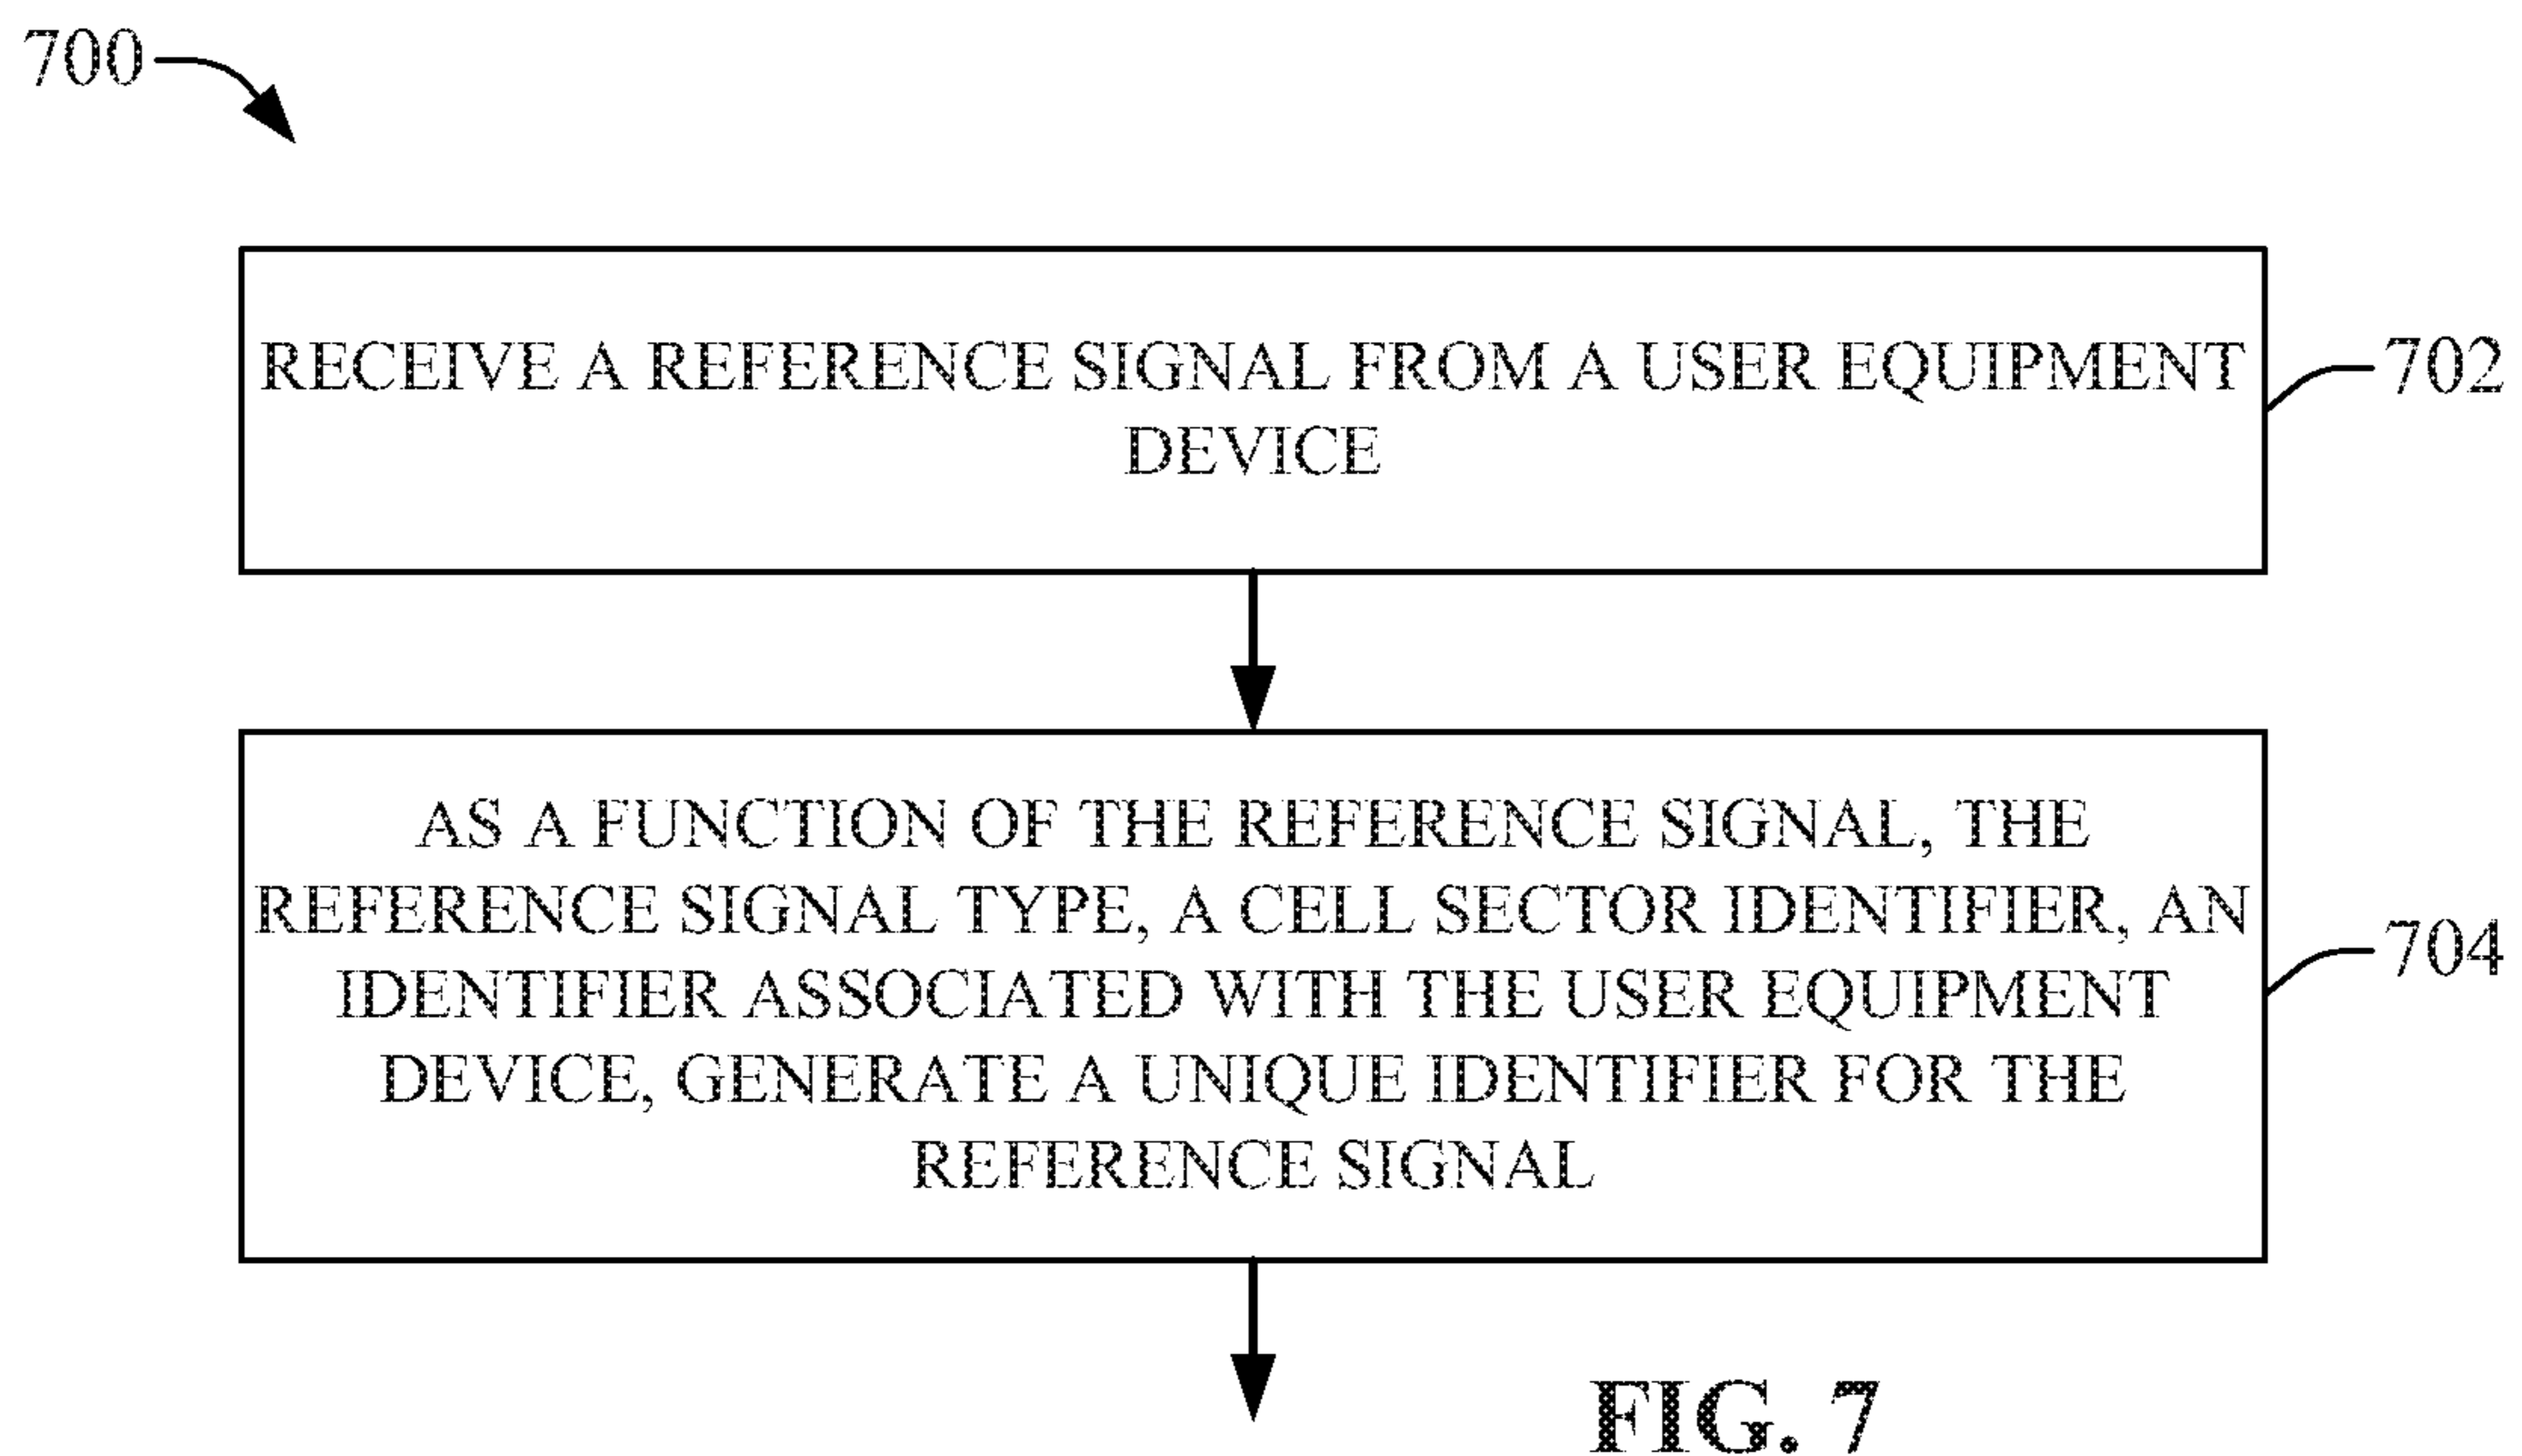 700
RECEIVE A REFERENCE SIGNAL FROM A USER EQUIPMENT
DEVICE
702
AS A FUNCTION OF THE REFERENCE SIGNAL, THE
REFERENCE SIGNAL TYPE, A CELL SECTOR IDENTIFIER, AN
IDENTIFIER ASSOCIATED WITH THE USER EQUIPMENT
DEVICE, GENERATE A UNIQUE IDENTIFIER FOR THE
REFERENCE SIGNAL
704
FIG. 7